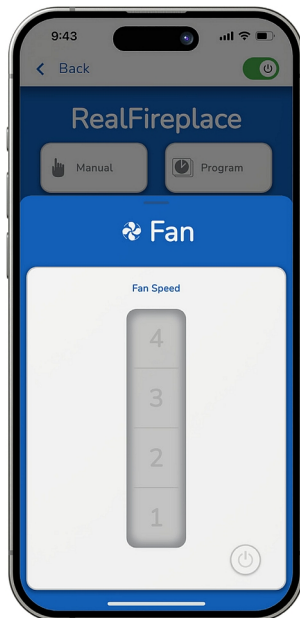 9:43
Back
RealFireplace
Manual Program
Fan
Fan Speed
4
3
2
1